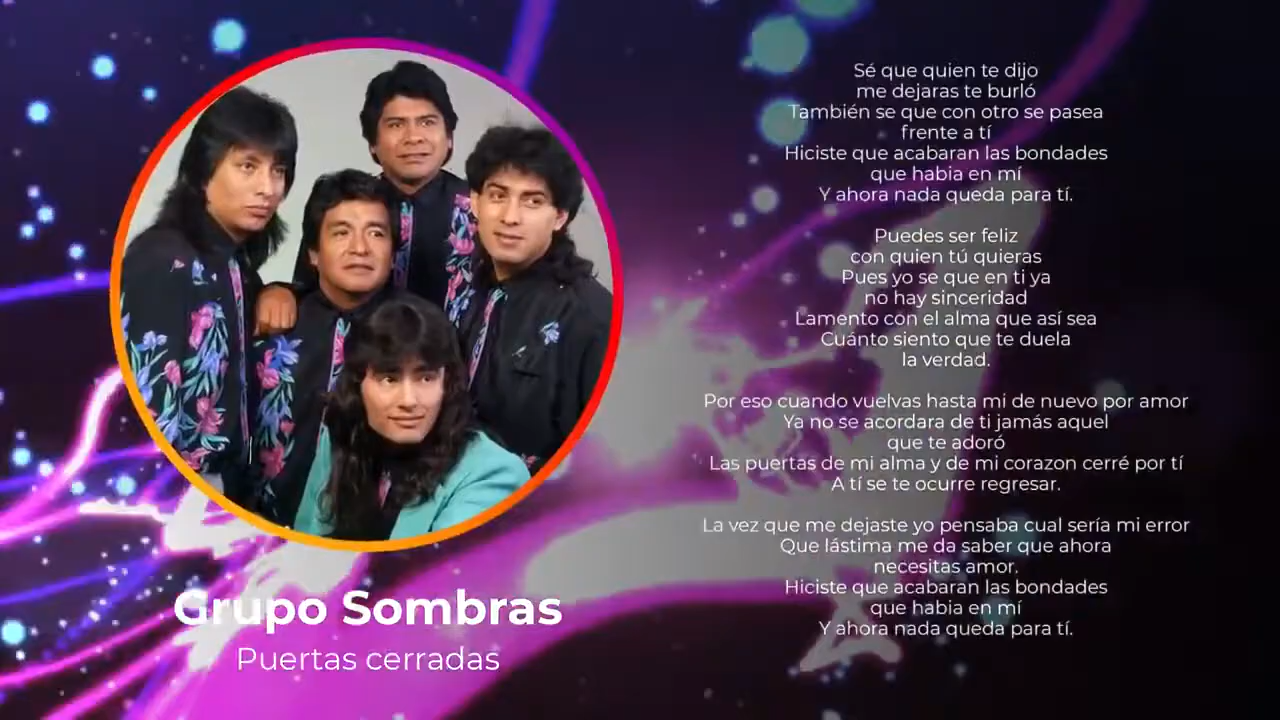 Sé que quien te dijo
me dejaras te burló
También se que con otro se pasea
frente a tí
Hiciste que acabaran las bondades
que habia en mí
Y ahora nada queda para tí.
Puedes ser feliz
con quien tú quieras
Pues yo se que en ti ya
no hay sinceridad
Lamento con el alma que así sea
Cuánto siento que te duela
la verdad.
Por eso cuando vuelvas hasta mi de nuevo por amor
Ya no se acordara de ti jamás aquel
que te adoró
Las puertas de mi alma y de mi corazon cerré por tí
A tí se te ocurre regresar.
La vez que me dejaste yo pensaba cual sería mi error
Que lástima me da saber que ahora
necesitas amor.
Hiciste que acabaran las bondades
que habia en mí
Y ahora nada queda para tí.
Grupo Sombras
Puertas cerradas